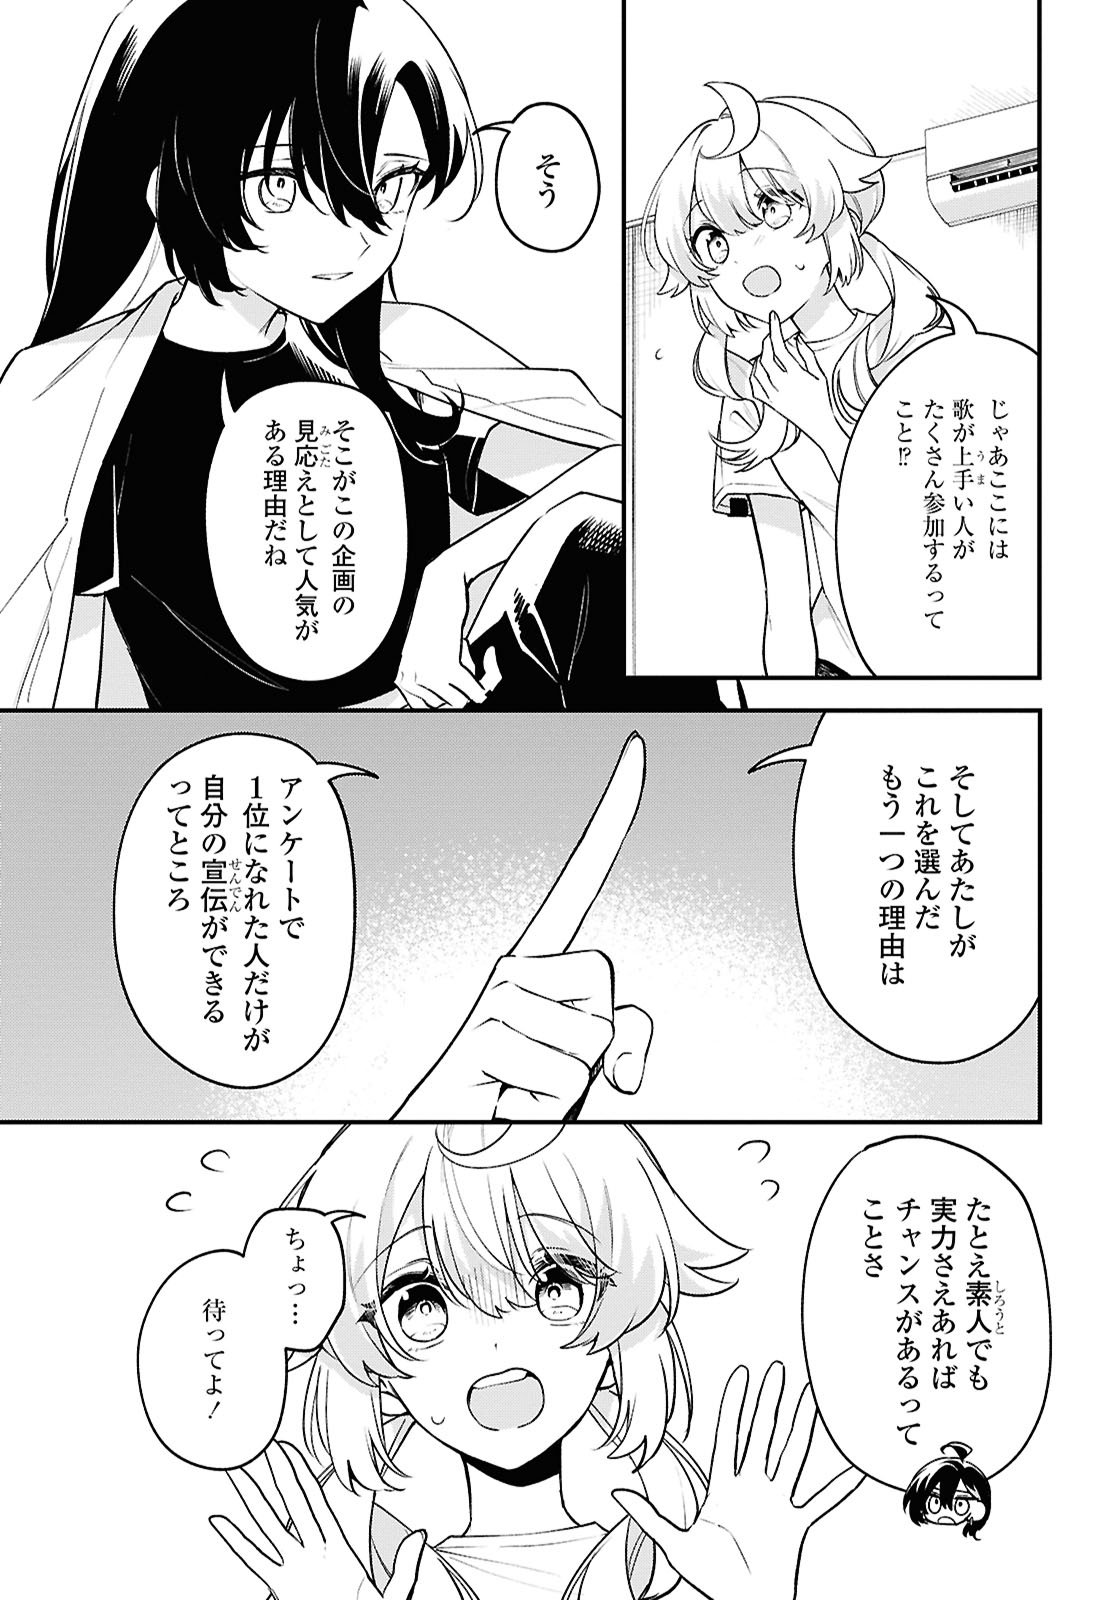 じゃあここには
歌が上手い人が
たくさん参加するって
こと!?
そう
そこがこの企画の
見応えとして人気が
ある理由だね
そしてあたしが
これを選んだ
もう一つの理由は
アンケートで
1位になれた人だけが
自分の宣伝ができる
ってところ
たとえ素人でも
実力さえあれば
チャンスがあるって
ことさ
ちょっ…
待ってよ！